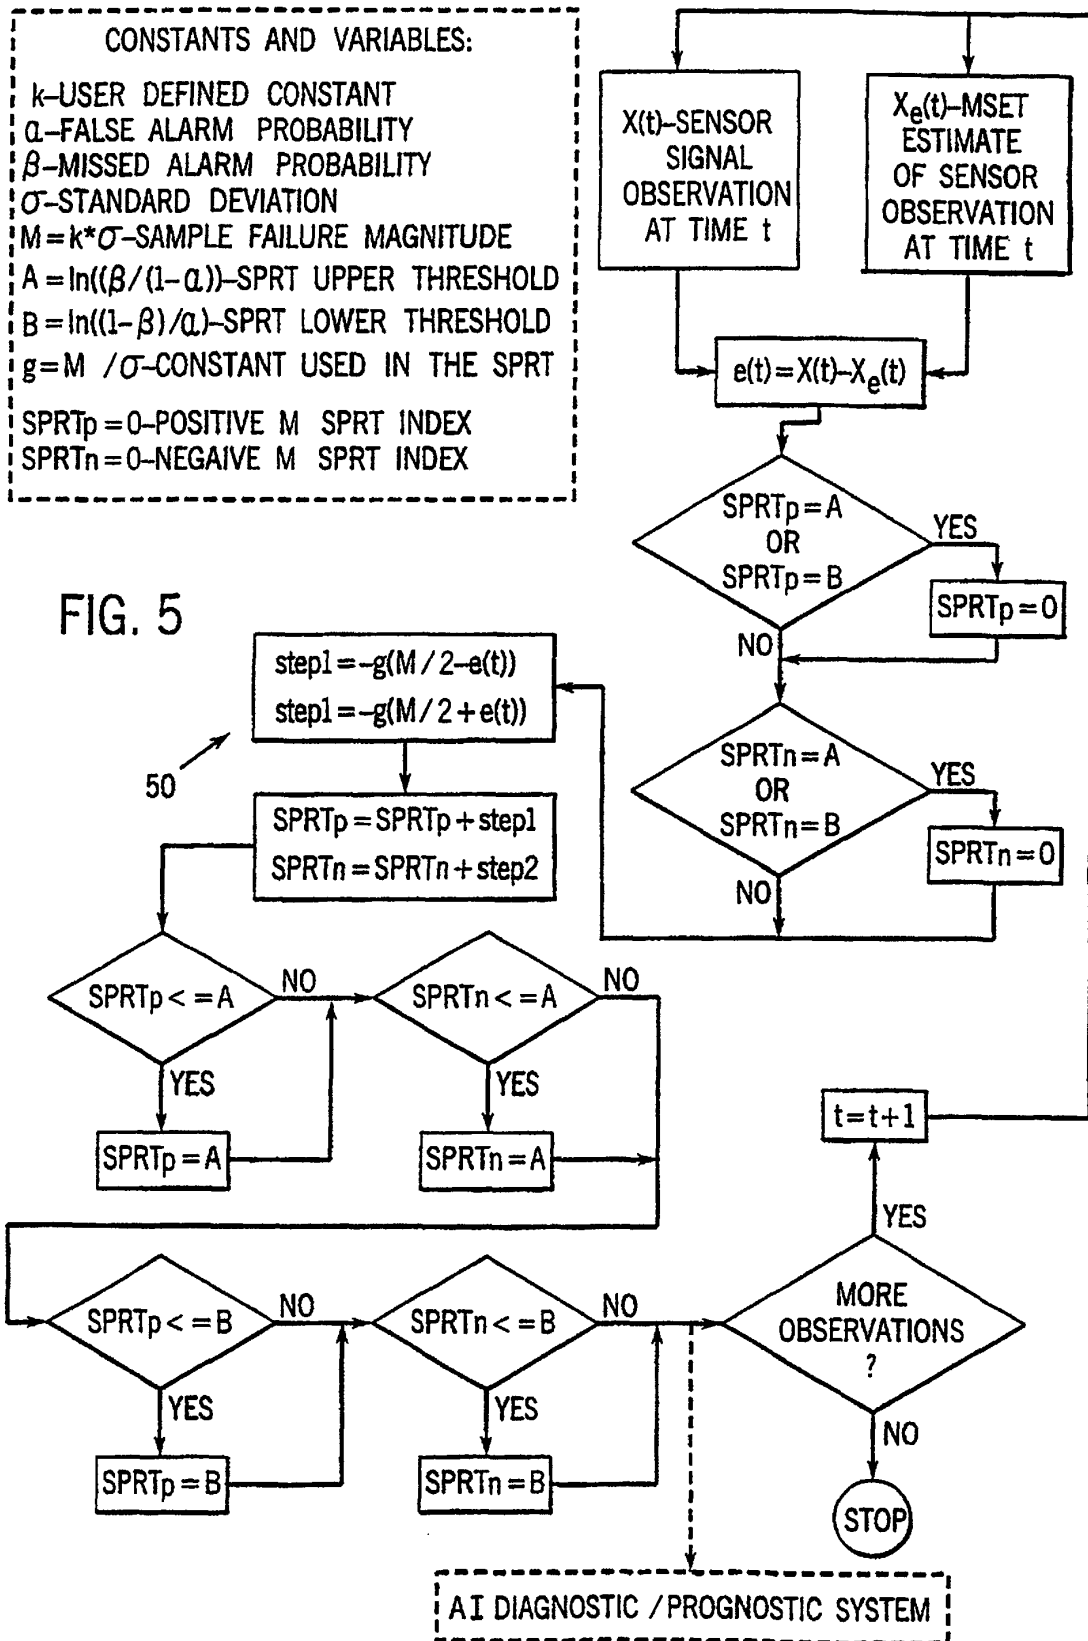 CONSTANTS AND VARIABLES:
k-USER DEFINED CONSTANT
α-FALSE ALARM PROBABILITY
β-MISSED ALARM PROBABILITY
σ-STANDARD DEVIATION
M=k*σ-SAMPLE FAILURE MAGNITUDE
A=ln((β/(1-α))-SPRT UPPER THRESHOLD
B=ln((1-β)/α)-SPRT LOWER THRESHOLD
g=M /σ-CONSTANT USED IN THE SPRT
SPRTp=0-POSITIVE M SPRT INDEX
SPRTn=0-NEGAIVE M SPRT INDEX
X(t)-SENSOR
SIGNAL
OBSERVATION
AT TIME t
Xe(t)-MSET
ESTIMATE
OF SENSOR
OBSERVATION
AT TIME t
e(t)=X(t)-Xe(t)
SPRTp=A
OR
SPRTp=B
YES
SPRTp=0
NO
SPRTn=A
OR
SPRTn=B
YES
SPRTn=0
NO
FIG. 5
50
step1=-g(M/2-e(t))
step1=-g(M/2+e(t))
SPRTp=SPRTp+step1
SPRTn=SPRTn+step2
SPRTp<=A
NO
YES
SPRTp=A
SPRTn<=A
NO
YES
SPRTn=A
SPRTp<=B
NO
YES
SPRTp=B
SPRTn<=B
NO
YES
SPRTn=B
t=t+1
YES
MORE
OBSERVATIONS
?
NO
STOP
AI DIAGNOSTIC /PROGNOSTIC SYSTEM